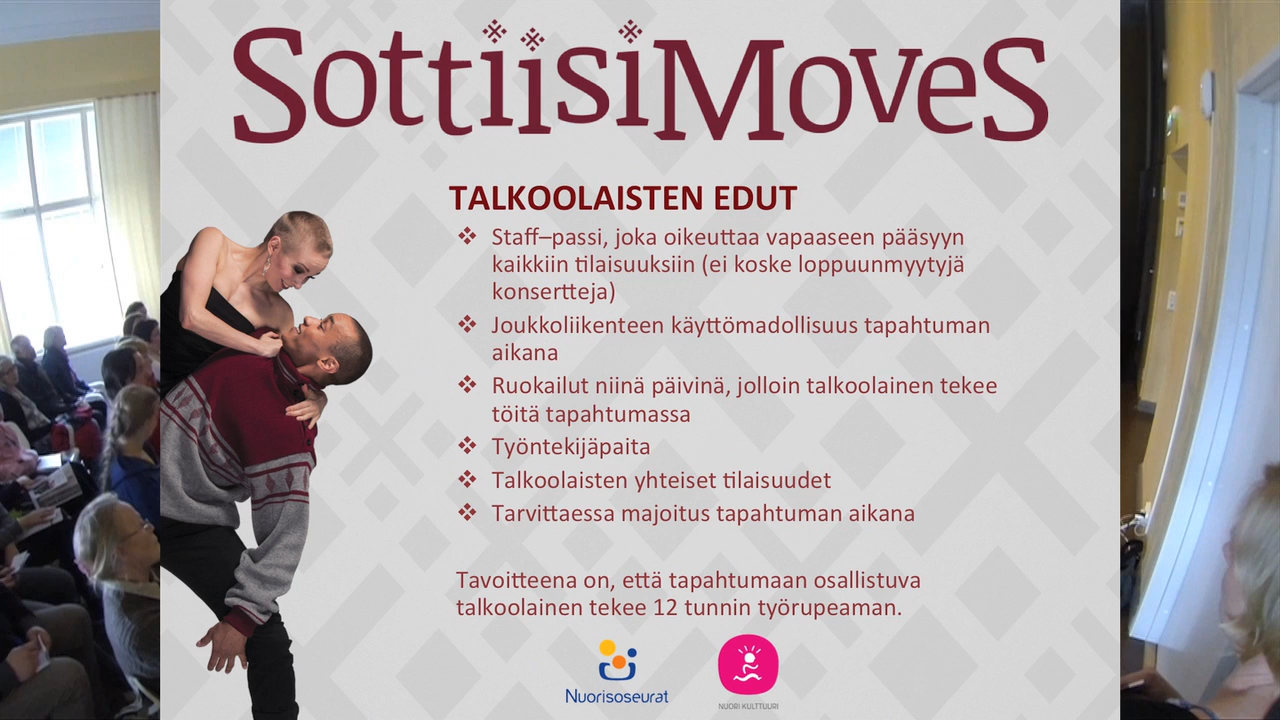 SottiisiMoveS
TALKOOLAISTEN EDUT
❖ Staff–passi, joka oikeuttaa vapaaseen pääsyyn
kaikkiin tilaisuuksiin (ei koske loppuunmyytyjä
konsertteja)
❖ Joukkoliikenteen käyttömadollisuus tapahtuman
aikana
❖ Ruokailut niinä päivinä, jolloin talkoolainen tekee
töitä tapahtumassa
❖ Työntekijäpaita
❖ Talkoolaisten yhteiset tilaisuudet
❖ Tarvittaessa majoitus tapahtuman aikana
Tavoitteena on, että tapahtumaan osallistuva
talkoolainen tekee 12 tunnin työrupeaman.
Nuorisoseurat
NUORI KULTTUURI